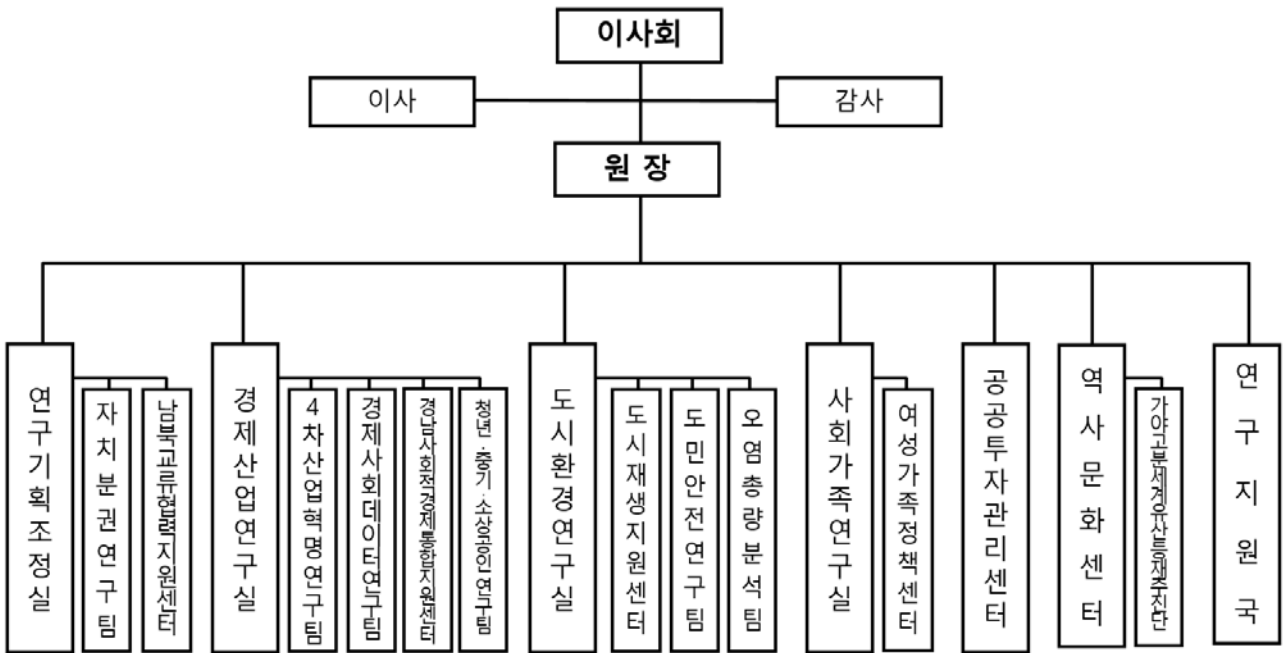 이사회
이사
감사
원 장
연구기획조정실
자치분권연구팀
남북교류협력지원센터
경제산업연구실
4차산업혁명연구팀
경제사회데이터연구팀
경남사회적경제통합지원센터
청년·중기·소상공인연구팀
도시환경연구실
도시재생지원센터
도민안전연구팀
오염총량분석팀
사회가족연구실
여성가족정책센터
공공투자관리센터
역사문화센터
가야고분세계유산등재추진단
연구지원국